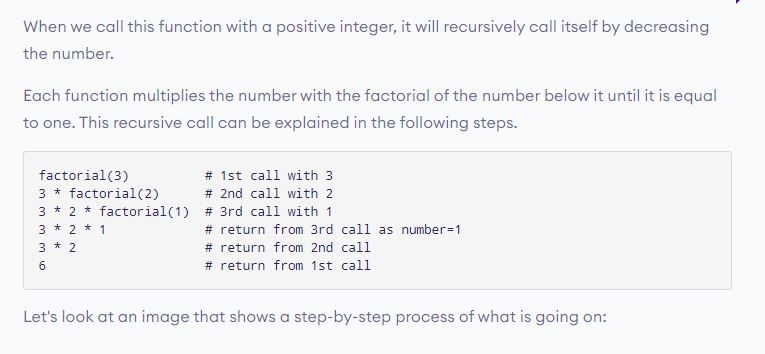 When we call this function with a positive integer, it will recursively call itself by decreasing
the number.
Each function multiplies the number with the factorial of the number below it until it is equal
to one. This recursive call can be explained in the following steps.
factorial(3)          # 1st call with 3
3 * factorial(2)      # 2nd call with 2
3 * 2 * factorial(1)  # 3rd call with 1
3 * 2 * 1             # return from 3rd call as number=1
3 * 2                 # return from 2nd call
6                     # return from 1st call
Let's look at an image that shows a step-by-step process of what is going on: